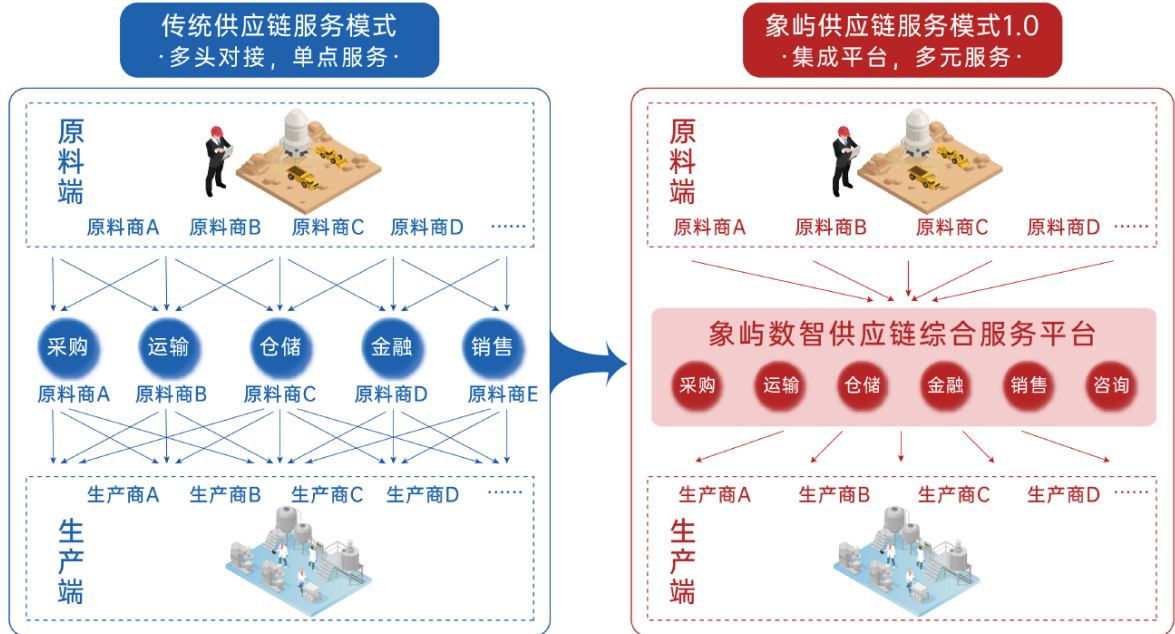 传统供应链服务模式
·多头对接，单点服务·
原料端
原料商A 原料商B 原料商C 原料商D ······
采购 运输 仓储 金融 销售
原料商A 原料商B 原料商C 原料商D 原料商E
生产商A 生产商B 生产商C 生产商D ······
生产端
象屿供应链服务模式1.0
·集成平台，多元服务·
原料端
原料商A 原料商B 原料商C 原料商D ······
象屿数智供应链综合服务平台
采购 运输 仓储 金融 销售 咨询
生产商A 生产商B 生产商C 生产商D ······
生产端